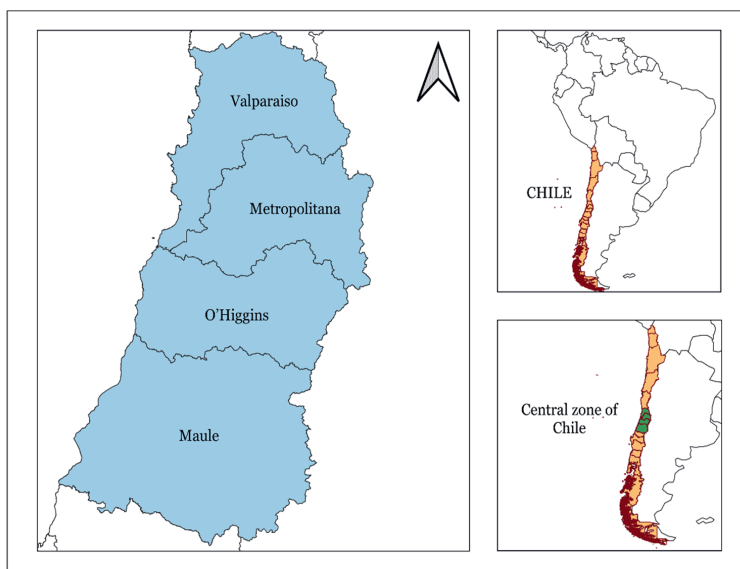 Valparaiso
Metropolitana
O'Higgins
Maule
CHILE
Central zone of
Chile